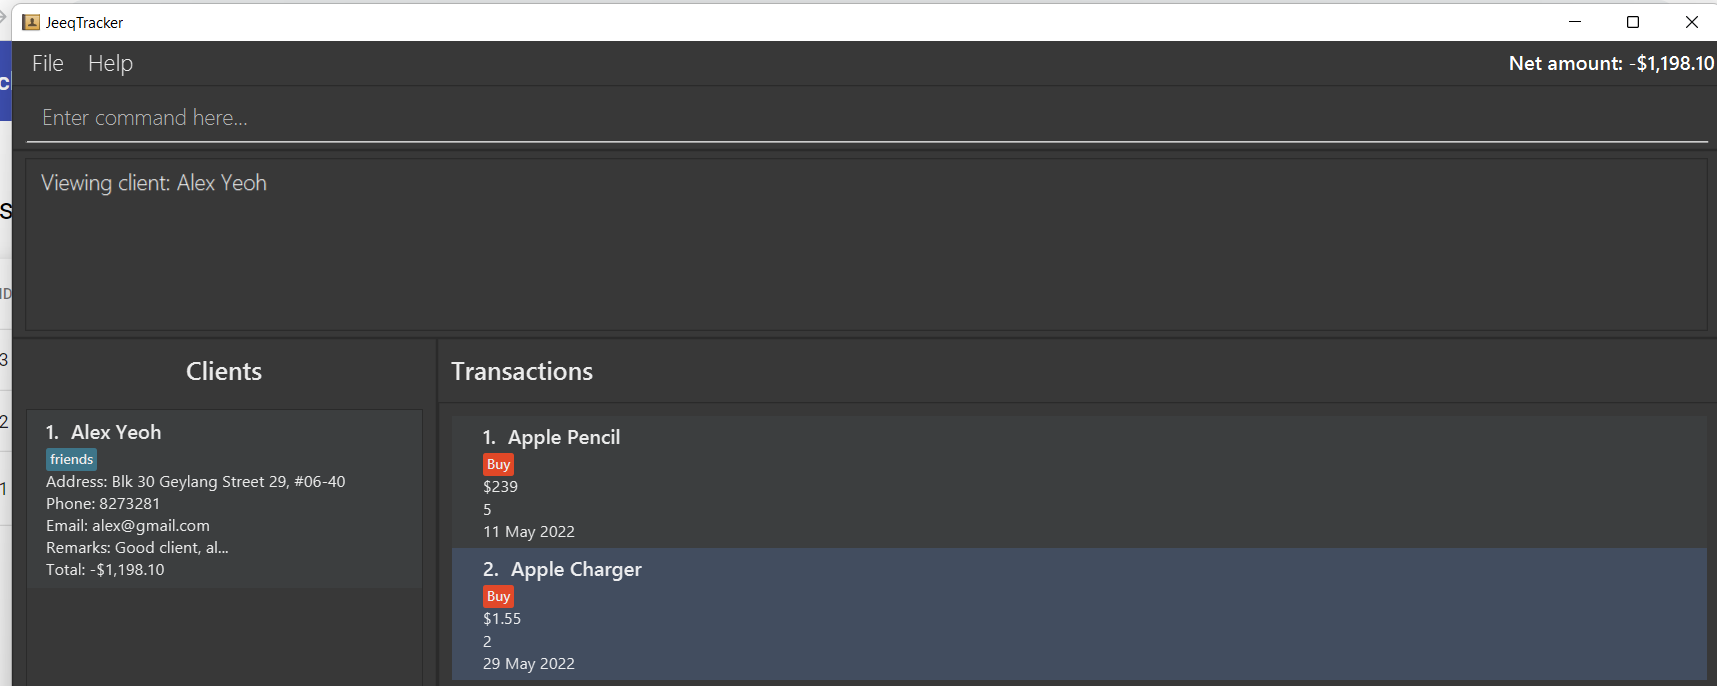 JeeqTracker
File Help
Net amount: -$1,198.10
Enter command here...
Viewing client: Alex Yeoh
Clients
1. Alex Yeoh
friends
Address: Blk 30 Geylang Street 29, #06-40
Phone: 8273281
Email: alex@gmail.com
Remarks: Good client, al...
Total: -$1,198.10
Transactions
1. Apple Pencil
Buy
$239
5
11 May 2022
2. Apple Charger
Buy
$1.55
2
29 May 2022
3
2
1